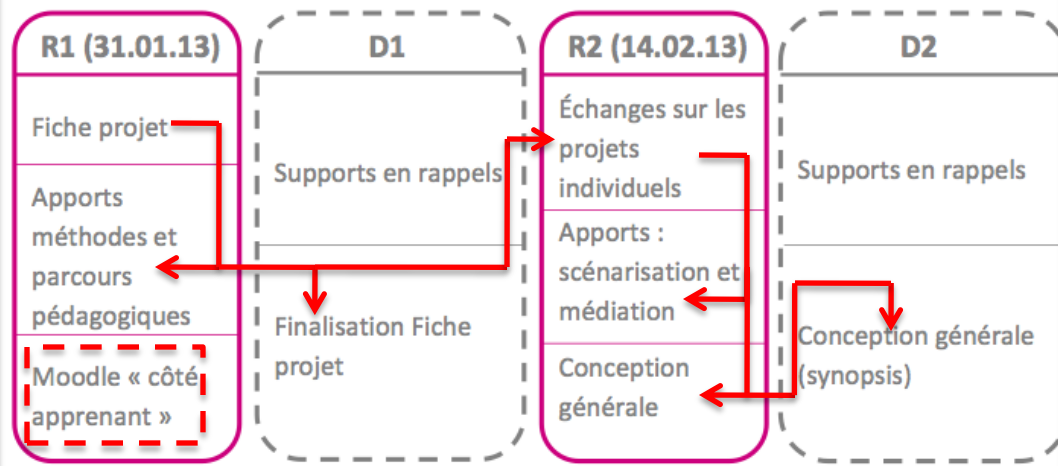 R1 (31.01.13)
Fiche projet
Apports
méthodes et
parcours
pédagogiques
Moodle « côté
apprenant »
D1
Supports en rappels
Finalisation Fiche
projet
R2 (14.02.13)
Échanges sur les
projets
individuels
Apports :
scénarisation et
médiation
Conception
générale
D2
Supports en rappels
Conception générale
(synopsis)